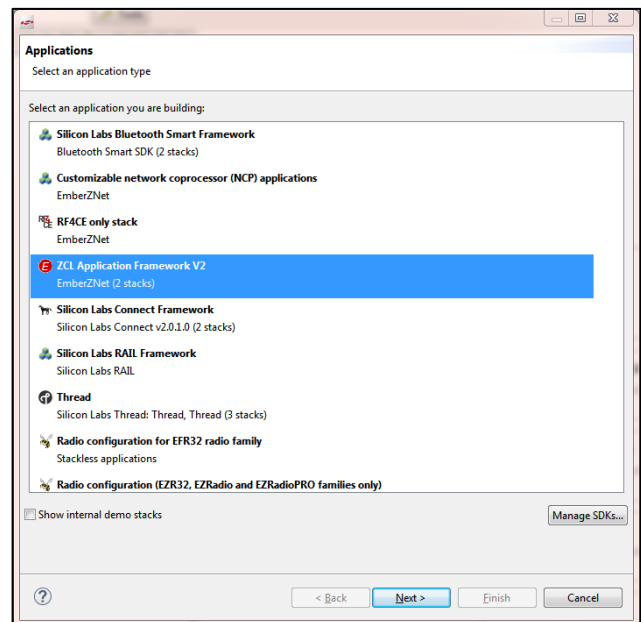 Applications
Select an application type
Select an application you are building:
Silicon Labs Bluetooth Smart Framework
Bluetooth Smart SDK (2 stacks)
Customizable network coprocessor (NCP) applications
EmberZNet
RF4CE only stack
EmberZNet
ZCL Application Framework V2
EmberZNet (2 stacks)
Silicon Labs Connect Framework
Silicon Labs Connect v2.0.1.0 (2 stacks)
Silicon Labs RAIL Framework
Silicon Labs RAIL
Thread
Silicon Labs Thread: Thread, Thread (3 stacks)
Radio configuration for EFR32 radio family
Stackless applications
Radio configuration (EZR32, EZRadio and EZRadioPRO families only)
Show internal demo stacks
Manage SDKs...
< Back
Next >
Finish
Cancel